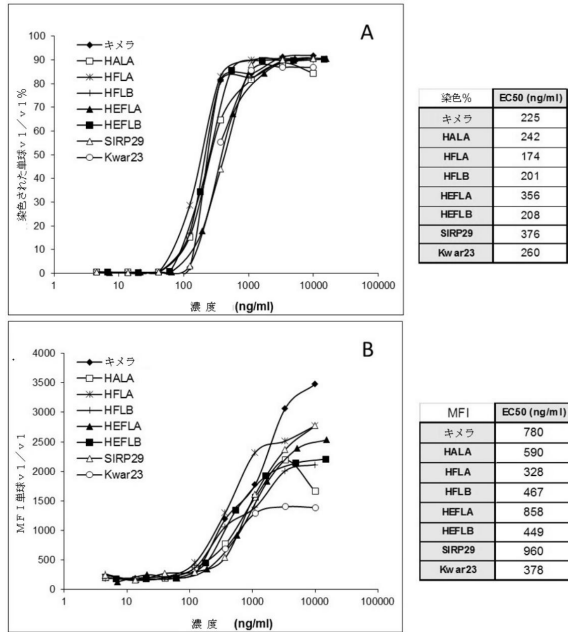 A
染色された単球v1／v1%
100
90
80
70
60
50
40
30
20
10
0
キメラ
HALA
HFLA
HFLB
HEFLA
HEFLB
SIRP29
Kwar23
1 10 100 1000 10000 100000
濃度 (ng/ml)
染色% EC50 (ng/ml)
キメラ 225
HALA 242
HFLA 174
HFLB 201
HEFLA 356
HEFLB 208
SIRP29 376
Kwar23 260
B
MFI単球v1／v1
4000
3500
3000
2500
2000
1500
1000
500
0
キメラ
HALA
HFLA
HFLB
HEFLA
HEFLB
SIRP29
Kwar23
1 10 100 1000 10000 100000
濃度 (ng/ml)
MFI EC50 (ng/ml)
キメラ 780
HALA 590
HFLA 328
HFLB 467
HEFLA 858
HEFLB 449
SIRP29 960
Kwar23 378